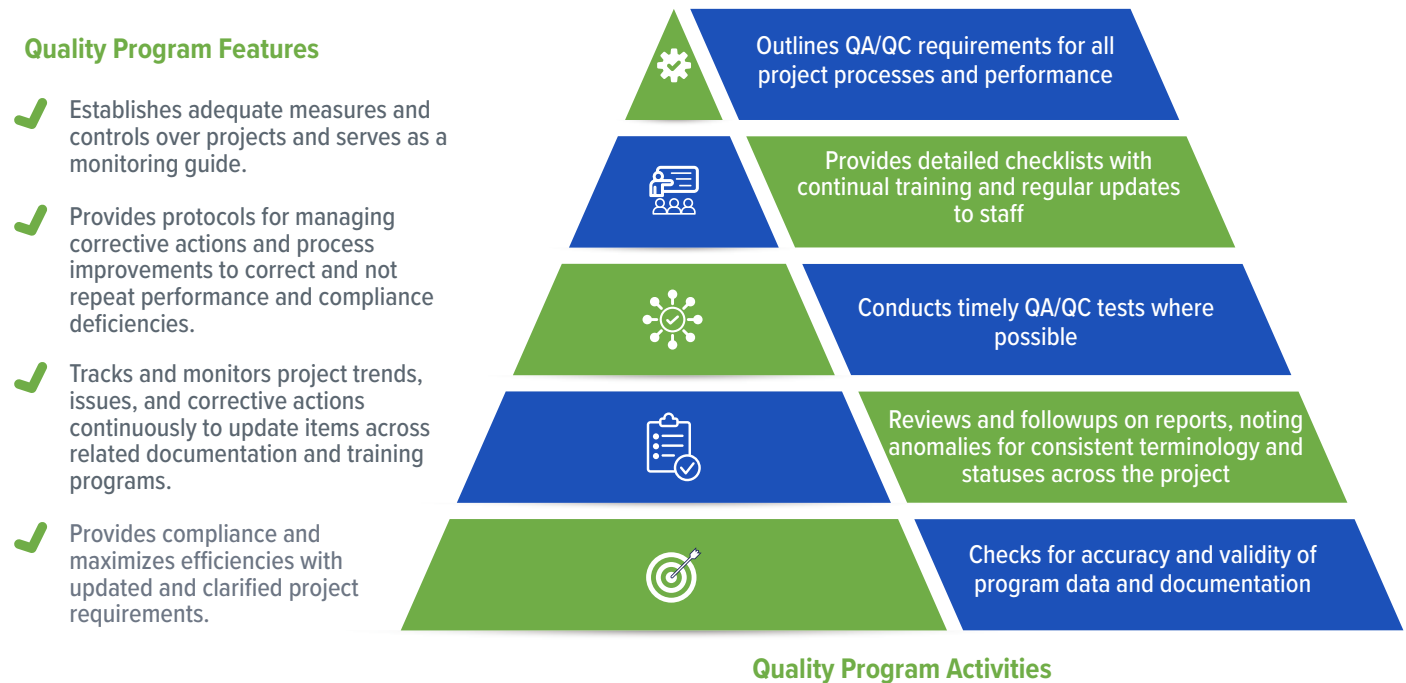 Quality Program Features
Establishes adequate measures and
controls over projects and serves as a
monitoring guide.
Provides protocols for managing
corrective actions and process
improvements to correct and not
repeat performance and compliance
deficiencies.
Tracks and monitors project trends,
issues, and corrective actions
continuously to update items across
related documentation and training
programs.
Provides compliance and
maximizes efficiencies with
updated and clarified project
requirements.
Outlines QA/QC requirements for all
project processes and performance
Provides detailed checklists with
continual training and regular updates
to staff
Conducts timely QA/QC tests where
possible
Reviews and followups on reports, noting
anomalies for consistent terminology and
statuses across the project
Checks for accuracy and validity of
program data and documentation
Quality Program Activities